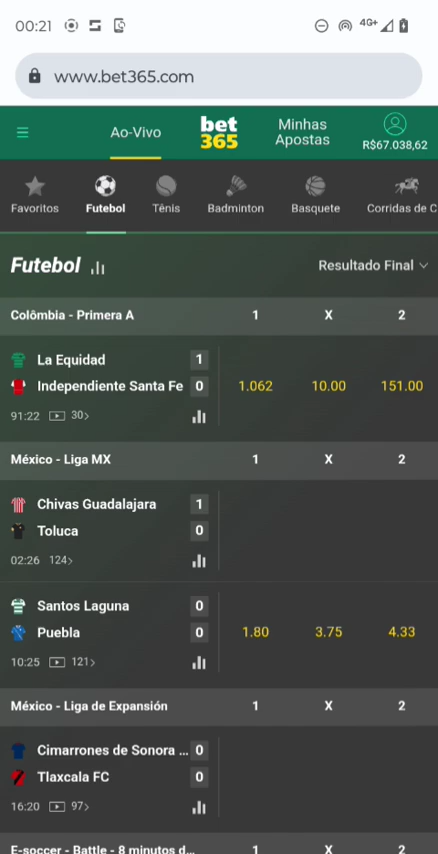 00:21
4G+
www.bet365.com
Ao-Vivo
bet
365
Minhas
Apostas
R$67.038,62
Favoritos
Futebol
Tênis
Badminton
Basquete
Corridas de C
Futebol
Resultado Final
Colômbia - Primera A 1 X 2
La Equidad 1
Independiente Santa Fe 0 1.062 10.00 151.00
91:22 30>
México - Liga MX 1 X 2
Chivas Guadalajara 1
Toluca 0
02:26 124>
Santos Laguna 0
Puebla 0 1.80 3.75 4.33
10:25 121>
México - Liga de Expansión 1 X 2
Cimarrones de Sonora ... 0
Tlaxcala FC 0
16:20 97>
E-soccer - Battle - 8 minutos d... 1 X 2